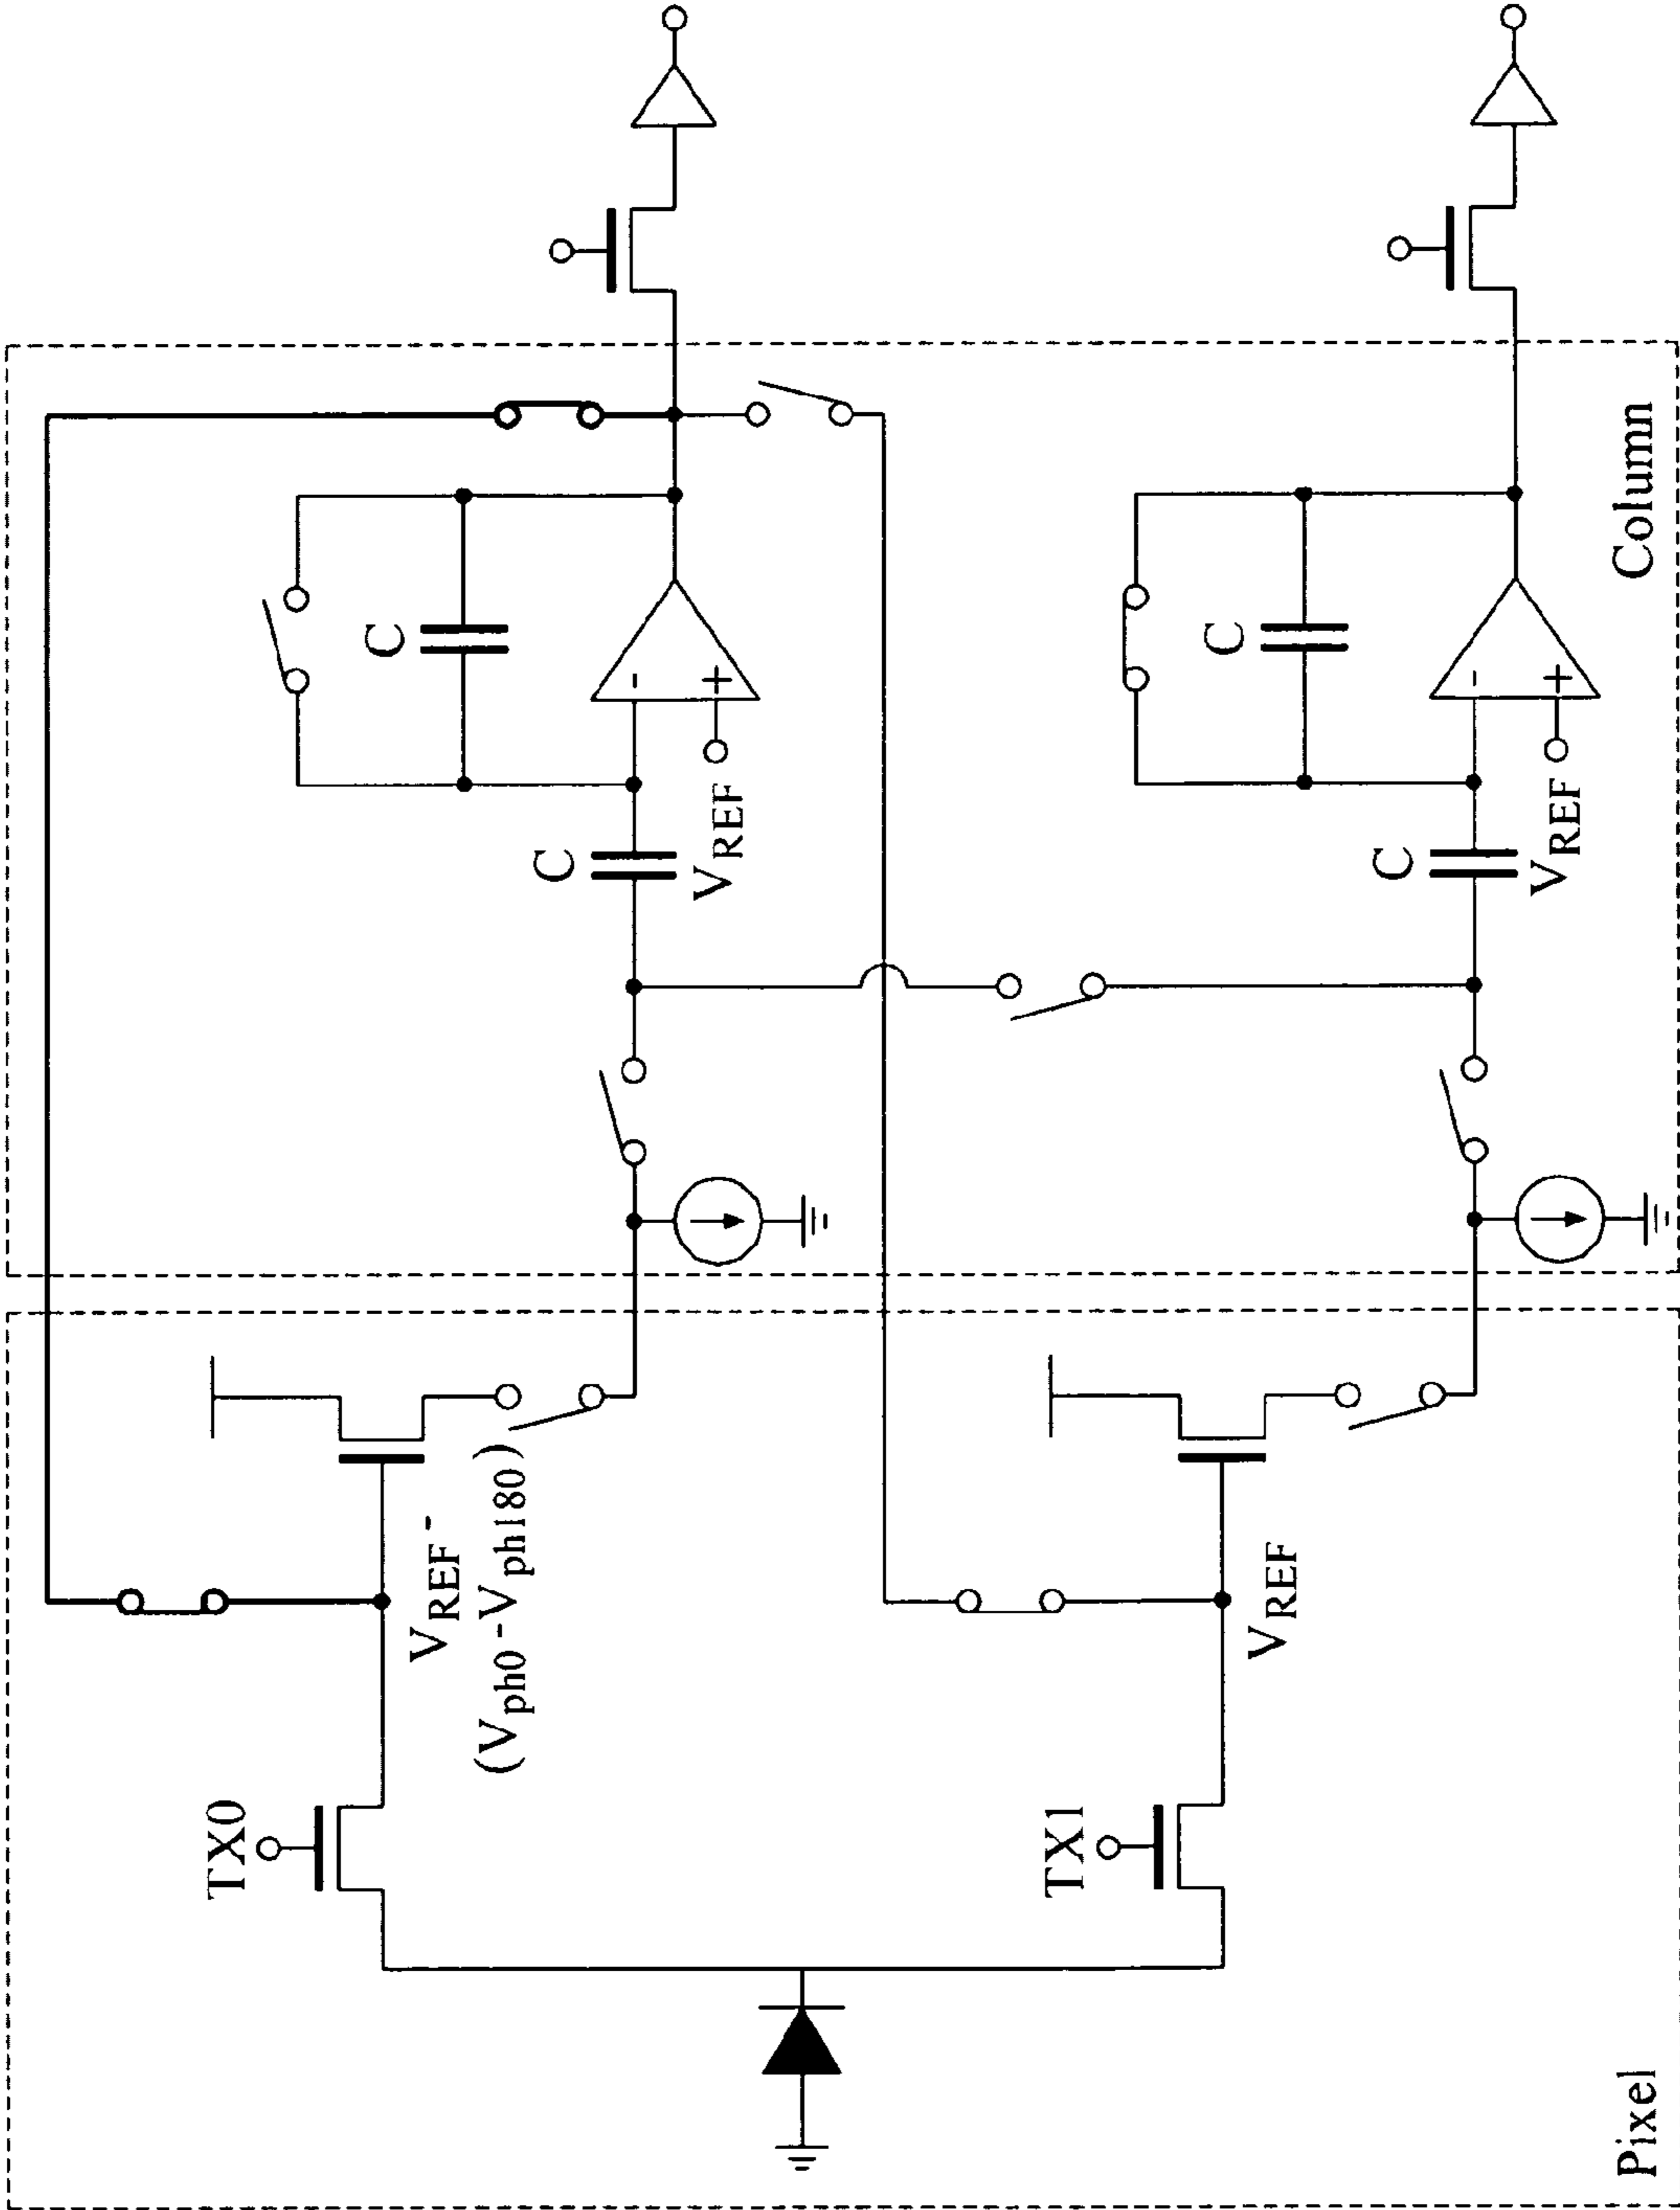 TX0
V_REF-
(V_ph0-V_ph180)
C
C
-
+
V_REF
TX1
V_REF
C
C
-
+
V_REF
Pixel
Column